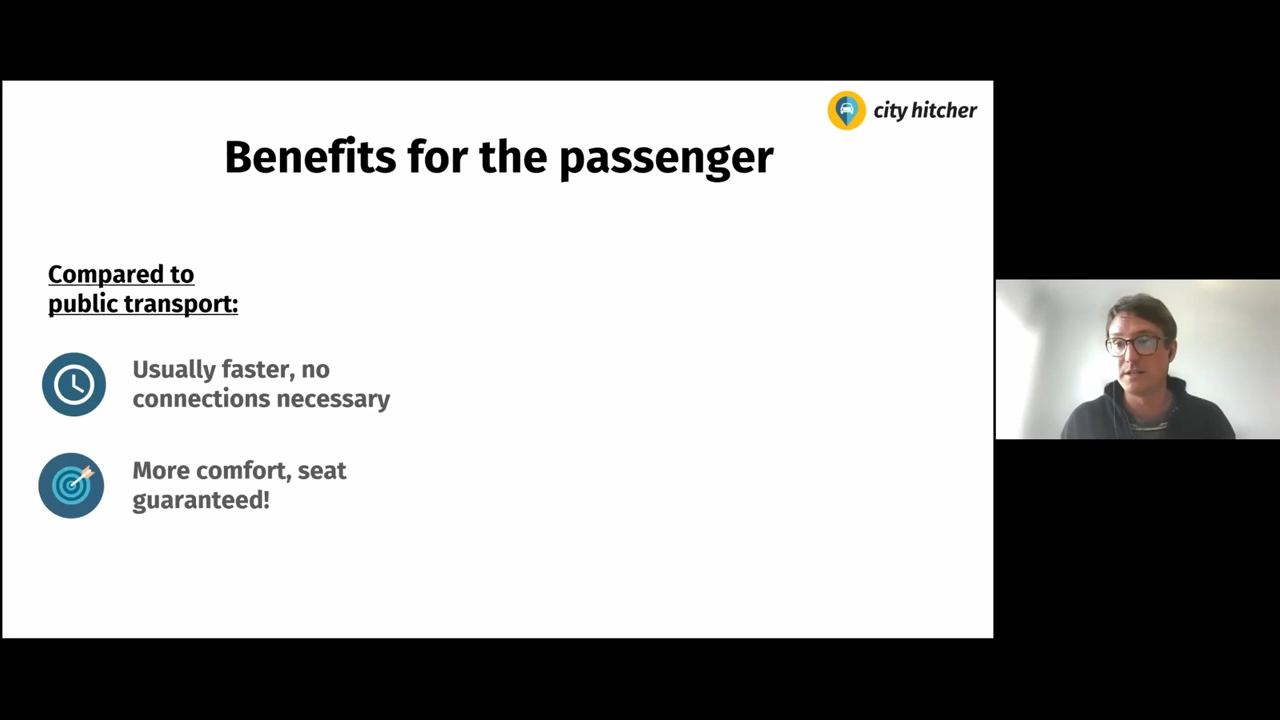 city hitcher
Benefits for the passenger
Compared to
public transport:
Usually faster, no
connections necessary
More comfort, seat
guaranteed!